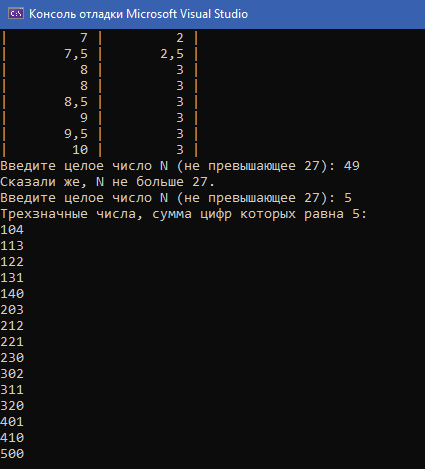 Консоль отладки Microsoft Visual Studio
| 7 | 2 |
| 7,5 | 2,5 |
| 8 | 3 |
| 8 | 3 |
| 8,5 | 3 |
| 9 | 3 |
| 9,5 | 3 |
| 10 | 3 |
Введите целое число N (не превышающее 27): 49
Сказали же, N не больше 27.
Введите целое число N (не превышающее 27): 5
Трехзначные числа, сумма цифр которых равна 5:
104
113
122
131
140
203
212
221
230
302
311
320
401
410
500